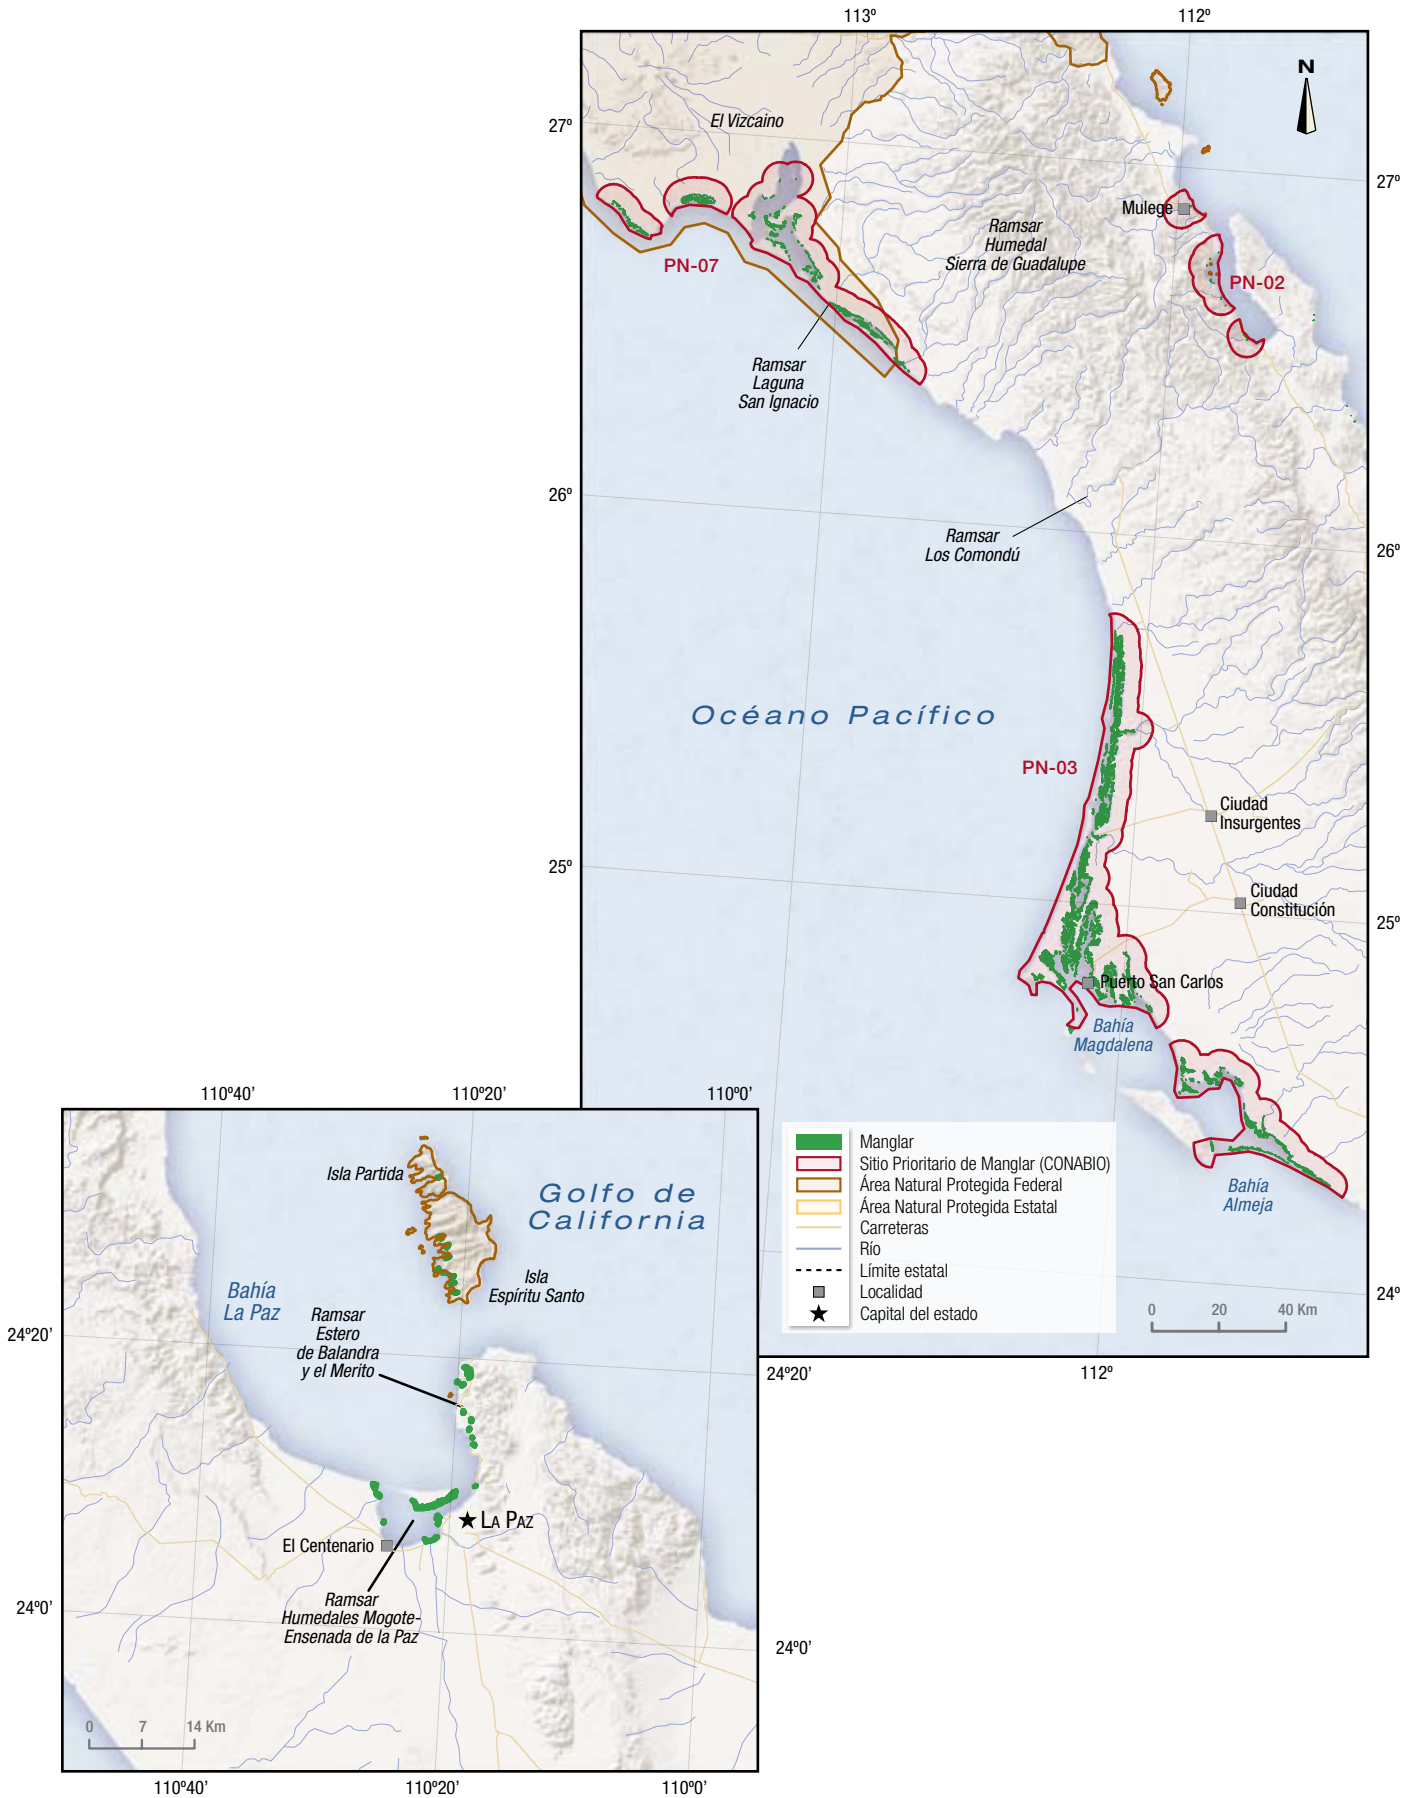 113º
112º
N
27º
El Vizcaino
27º
Mulege
Ramsar
Humedal
Sierra de Guadalupe
PN-07
PN-02
Ramsar
Laguna
San Ignacio
26º
Ramsar
Los Comondú
26º
Océano Pacífico
PN-03
Ciudad
Insurgentes
25º
Ciudad
Constitución
25º
Puerto San Carlos
Bahía
Magdalena
Bahía
Almeja
24º
Manglar
Sitio Prioritario de Manglar (CONABIO)
Área Natural Protegida Federal
Área Natural Protegida Estatal
Carreteras
Río
Límite estatal
Localidad
Capital del estado
0 20 40 Km
112º
110º40'
110º20'
110º0'
Isla Partida
Golfo de
California
Isla
Espíritu Santo
Bahía
La Paz
Ramsar
Estero
de Balandra
y el Merito
24º20'
24º20'
LA PAZ
El Centenario
Ramsar
Humedales Mogote-
Ensenada de la Paz
24º0'
24º0'
0 7 14 Km
110º40'
110º20'
110º0'